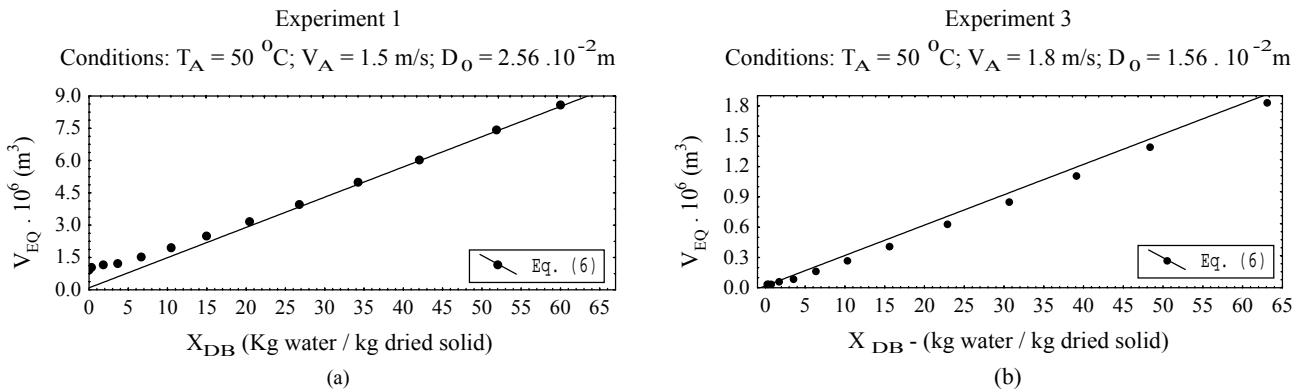 Experiment 1
Conditions: T_A = 50 °C; V_A = 1.5 m/s; D_0 = 2.56 .10^-2 m
9.0
7.5
6.0
4.5
3.0
1.5
0.0
V_EQ . 10^6 (m^3)
Eq. (6)
0 5 10 15 20 25 30 35 40 45 50 55 60 65
X_DB (Kg water / kg dried solid)
(a)
Experiment 3
Conditions: T_A = 50 °C; V_A = 1.8 m/s; D_0 = 1.56 . 10^-2 m
1.8
1.5
1.2
0.9
0.6
0.3
0.0
V_EQ . 10^6 (m^3)
Eq. (6)
0 5 10 15 20 25 30 35 40 45 50 55 60 65
X_DB - (kg water / kg dried solid)
(b)